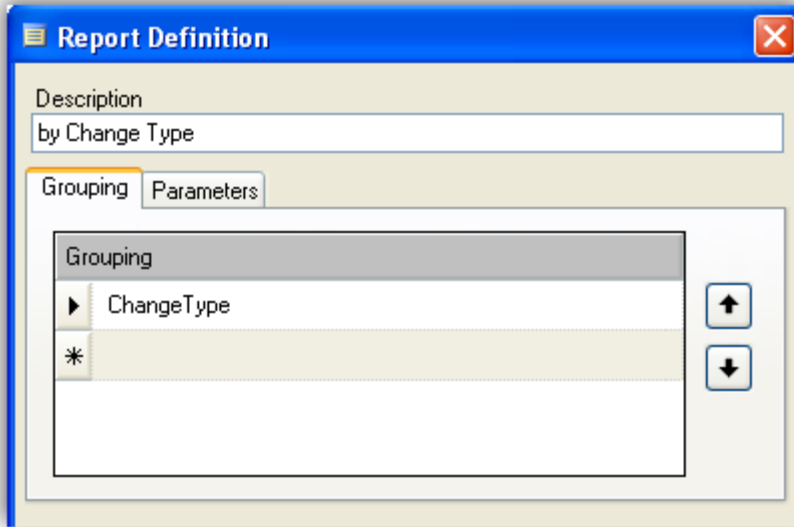 Report Definition
Description
by Change Type
Grouping Parameters
Grouping
ChangeType